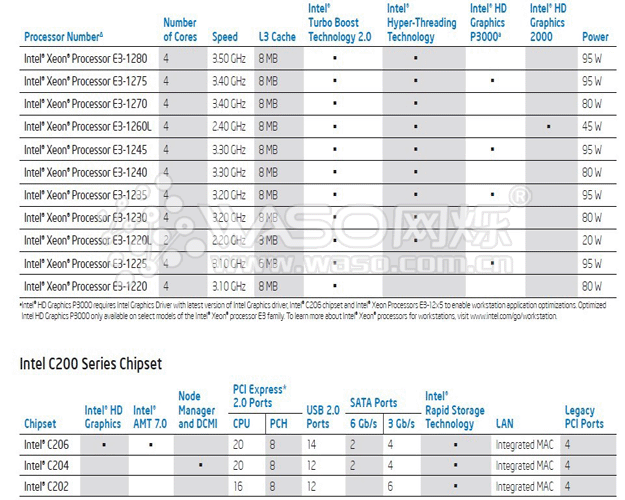 Processor Number^Δ Number of Cores Speed L3 Cache Intel® Turbo Boost Technology 2.0 Intel® Hyper-Threading Technology Intel® HD Graphics P3000^a Intel® HD Graphics 2000 Power
Intel® Xeon® Processor E3-1280 4 3.50 GHz 8 MB ▪ ▪ 95 W
Intel® Xeon® Processor E3-1275 4 3.40 GHz 8 MB ▪ ▪ ▪ 95 W
Intel® Xeon® Processor E3-1270 4 3.40 GHz 8 MB ▪ ▪ 80 W
Intel® Xeon® Processor E3-1260L 4 2.40 GHz 8 MB ▪ ▪ ▪ 45 W
Intel® Xeon® Processor E3-1245 4 3.30 GHz 8 MB ▪ ▪ ▪ 95 W
Intel® Xeon® Processor E3-1240 4 3.30 GHz 8 MB ▪ ▪ 80 W
Intel® Xeon® Processor E3-1235 4 3.20 GHz 8 MB ▪ ▪ ▪ 95 W
Intel® Xeon® Processor E3-1230 4 3.20 GHz 8 MB ▪ ▪ 80 W
Intel® Xeon® Processor E3-1220L 2 2.20 GHz 3 MB ▪ ▪ 20 W
Intel® Xeon® Processor E3-1225 4 3.10 GHz 6 MB ▪ ▪ 95 W
Intel® Xeon® Processor E3-1220 4 3.10 GHz 8 MB ▪ 80 W
WASO网烁®
www.waso.com.cn
^aIntel® HD Graphics P3000 requires Intel Graphics Driver with latest version of Intel Graphics driver, Intel® C206 chipset and Intel® Xeon Processors E3-12x5 to enable workstation application optimizations. Optimized
Intel HD Graphics P3000 only available on select models of the Intel® Xeon® processor E3 family. To learn more about Intel® Xeon® processors for workstations, visit www.intel.com/go/workstation.
Intel C200 Series Chipset
Chipset Intel® HD Graphics Intel® AMT 7.0 Node Manager and DCMI PCI Express* 2.0 Ports CPU PCH USB 2.0 Ports SATA Ports 6 Gb/s 3 Gb/s Intel® Rapid Storage Technology LAN Legacy PCI Ports
Intel® C206 ▪ ▪ 20 8 14 2 4 ▪ Integrated MAC 4
Intel® C204 ▪ 20 8 12 2 4 ▪ Integrated MAC 4
Intel® C202 16 8 12 6 ▪ Integrated MAC 4